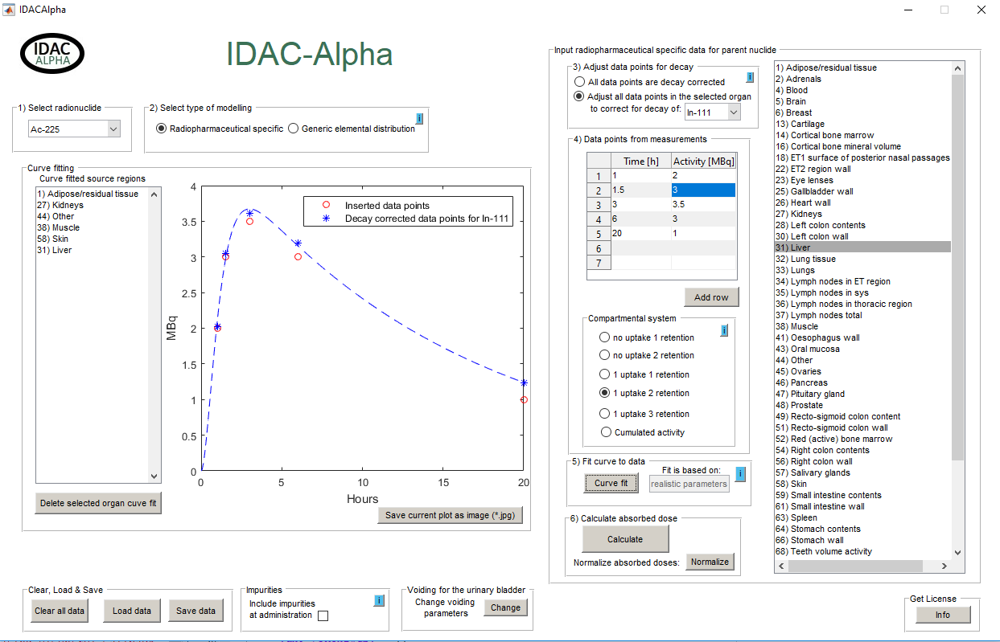 IDACAlpha
IDAC
ALPHA
IDAC-Alpha
1) Select radionuclide
Ac-225
2) Select type of modelling
Radiopharmaceutical specific
Generic elemental distribution
i
Curve fitting
Curve fitted source regions
1) Adipose/residual tissue
27) Kidneys
44) Other
38) Muscle
58) Skin
31) Liver
Delete selected organ cuve fit
4
3.5
3
2.5
2
1.5
1
0.5
0
MBq
0
5
10
15
20
Hours
Inserted data points
Decay corrected data points for In-111
Save current plot as image (*.jpg)
Clear, Load & Save
Clear all data
Load data
Save data
Impurities
Include impurities
at administration
i
Voiding for the urinary bladder
Change voiding
parameters
Change
Input radiopharmaceutical specific data for parent nuclide
3) Adjust data points for decay
All data points are decay corrected
i
Adjust all data points in the selected organ
to correct for decay of:
In-111
4) Data points from measurements
Time [h] Activity [MBq]
1 1 2
2 1.5 3
3 3 3.5
4 6 3
5 20 1
6
7
Add row
Compartmental system
i
no uptake 1 retention
no uptake 2 retention
1 uptake 1 retention
1 uptake 2 retention
1 uptake 3 retention
Cumulated activity
5) Fit curve to data
Curve fit
Fit is based on:
realistic parameters
i
6) Calculate absorbed dose
Calculate
Normalize absorbed doses:
Normalize
1) Adipose/residual tissue
2) Adrenals
4) Blood
5) Brain
6) Breast
13) Cartilage
14) Cortical bone marrow
16) Cortical bone mineral volume
18) ET1 surface of posterior nasal passages
22) ET2 region wall
23) Eye lenses
25) Gallbladder wall
26) Heart wall
27) Kidneys
28) Left colon contents
30) Left colon wall
31) Liver
32) Lung tissue
33) Lungs
34) Lymph nodes in ET region
35) Lymph nodes in sys
36) Lymph nodes in thoracic region
37) Lymph nodes total
38) Muscle
41) Oesophagus wall
43) Oral mucosa
44) Other
45) Ovaries
46) Pancreas
47) Pituitary gland
48) Prostate
49) Recto-sigmoid colon content
51) Recto-sigmoid colon wall
52) Red (active) bone marrow
54) Right colon contents
56) Right colon wall
57) Salivary glands
58) Skin
59) Small intestine contents
61) Small intestine wall
63) Spleen
64) Stomach contents
66) Stomach wall
68) Teeth volume activity
Get License
Info